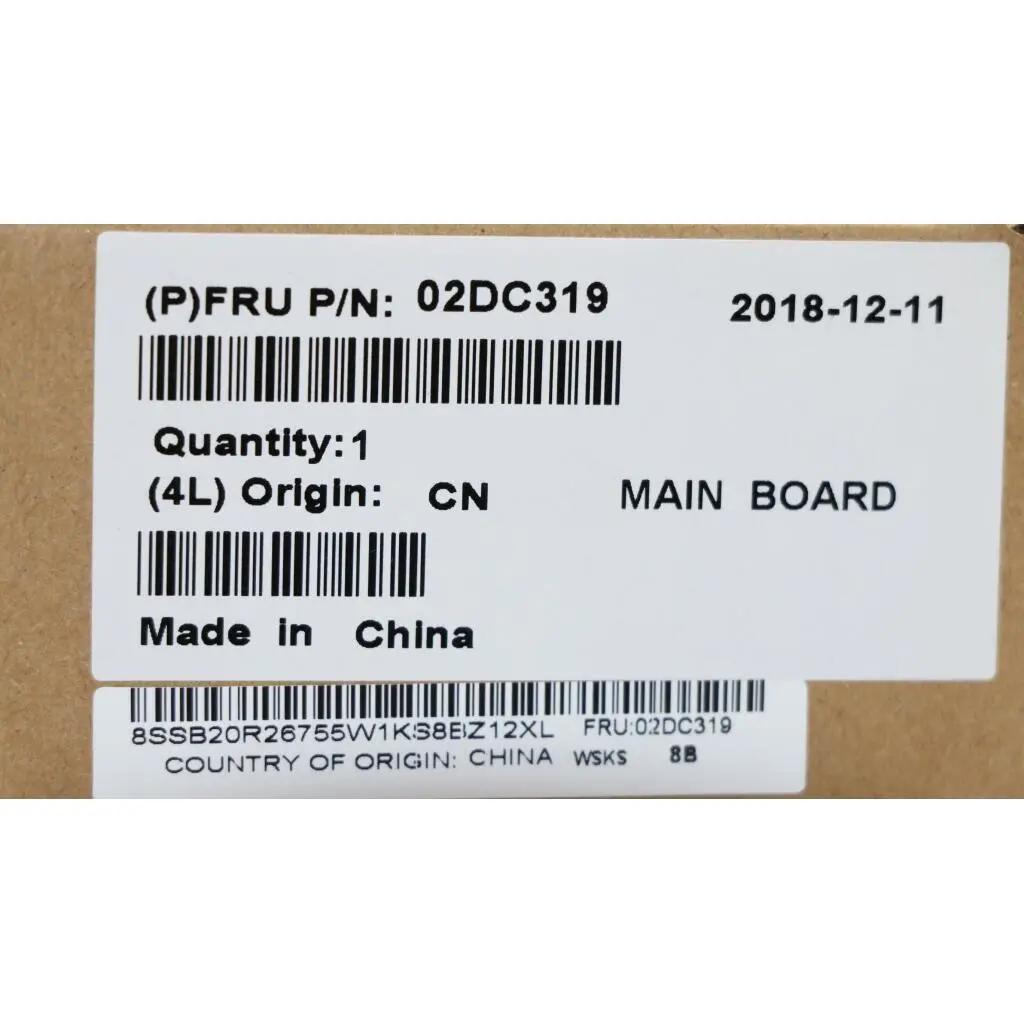 (P)FRU P/N: 02DC319 2018-12-11
Quantity:1
(4L) Origin: CN MAIN BOARD
Made in China
8SSB20R26755W1KS8BZ12XL FRU:02DC319
COUNTRY OF ORIGIN: CHINA WSKS 8B